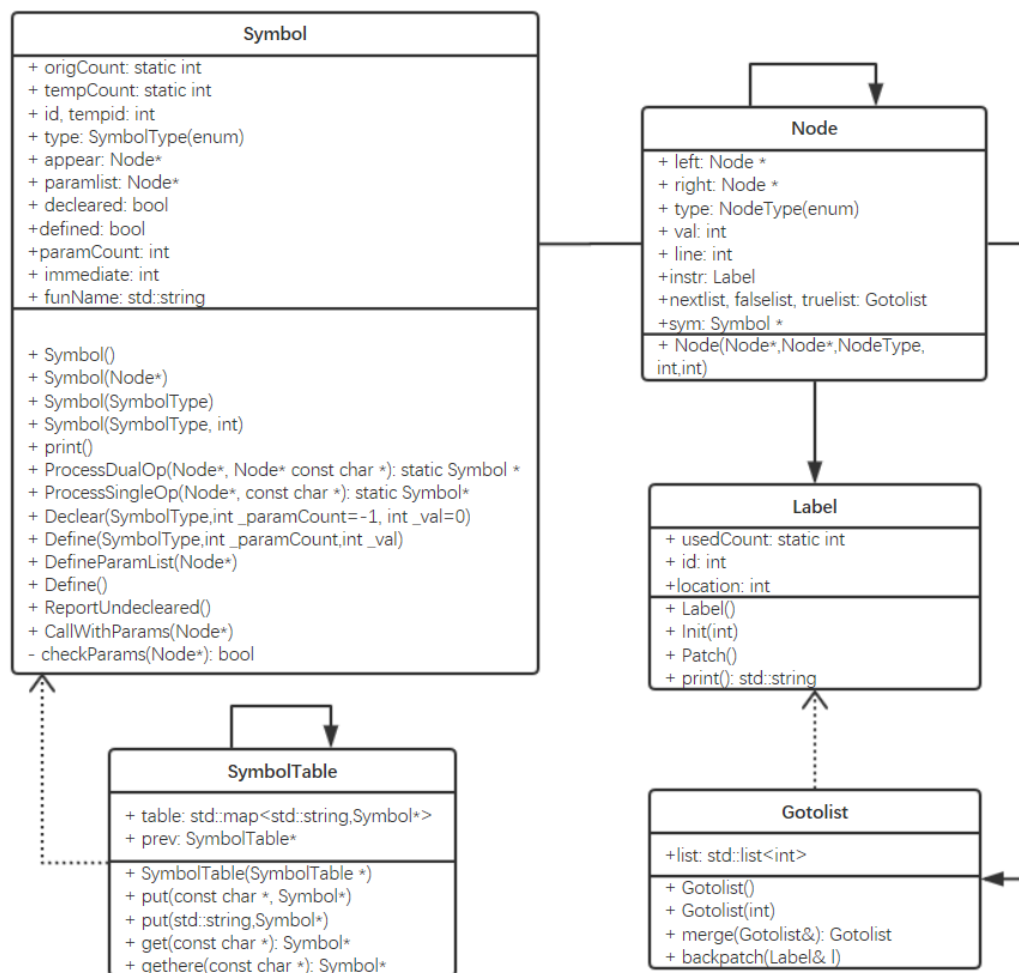 Symbol
+ origCount: static int
+ tempCount: static int
+ id, tempid: int
+ type: SymbolType(enum)
+ appear: Node*
+ paramlist: Node*
+ decleared: bool
+defined: bool
+paramCount: int
+ immediate: int
+ funName: std::string
+ Symbol()
+ Symbol(Node*)
+ Symbol(SymbolType)
+ Symbol(SymbolType, int)
+ print()
+ ProcessDualOp(Node*, Node* const char *): static Symbol *
+ ProcessSingleOp(Node*, const char *): static Symbol*
+ Declear(SymbolType,int _paramCount=-1, int _val=0)
+ Define(SymbolType,int _paramCount,int _val)
+ DefineParamList(Node*)
+ Define()
+ ReportUndecleared()
+ CallWithParams(Node*)
- checkParams(Node*): bool
Node
+ left: Node *
+ right: Node *
+ type: NodeType(enum)
+ val: int
+ line: int
+instr: Label
+nextlist, falselist, truelist: Gotolist
+sym: Symbol *
+ Node(Node*,Node*,NodeType,
int,int)
Label
+ usedCount: static int
+ id: int
+location: int
+ Label()
+ Init(int)
+ Patch()
+ print(): std::string
SymbolTable
+ table: std::map<std::string,Symbol*>
+ prev: SymbolTable*
+ SymbolTable(SymbolTable *)
+ put(const char *, Symbol*)
+ put(std::string,Symbol*)
+ get(const char *): Symbol*
+ gethere(const char *): Symbol*
Gotolist
+list: std::list<int>
+ Gotolist()
+ Gotolist(int)
+ merge(Gotolist&): Gotolist
+ backpatch(Label& l)